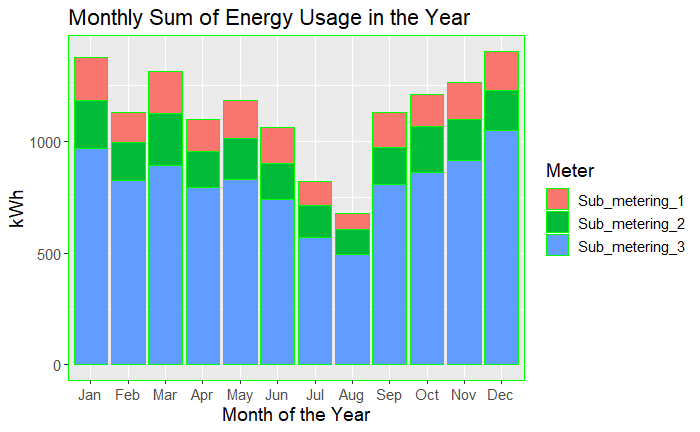 Monthly Sum of Energy Usage in the Year
kWh
1000
500
0
Jan Feb Mar Apr May Jun Jul Aug Sep Oct Nov Dec
Month of the Year
Meter
Sub_metering_1
Sub_metering_2
Sub_metering_3